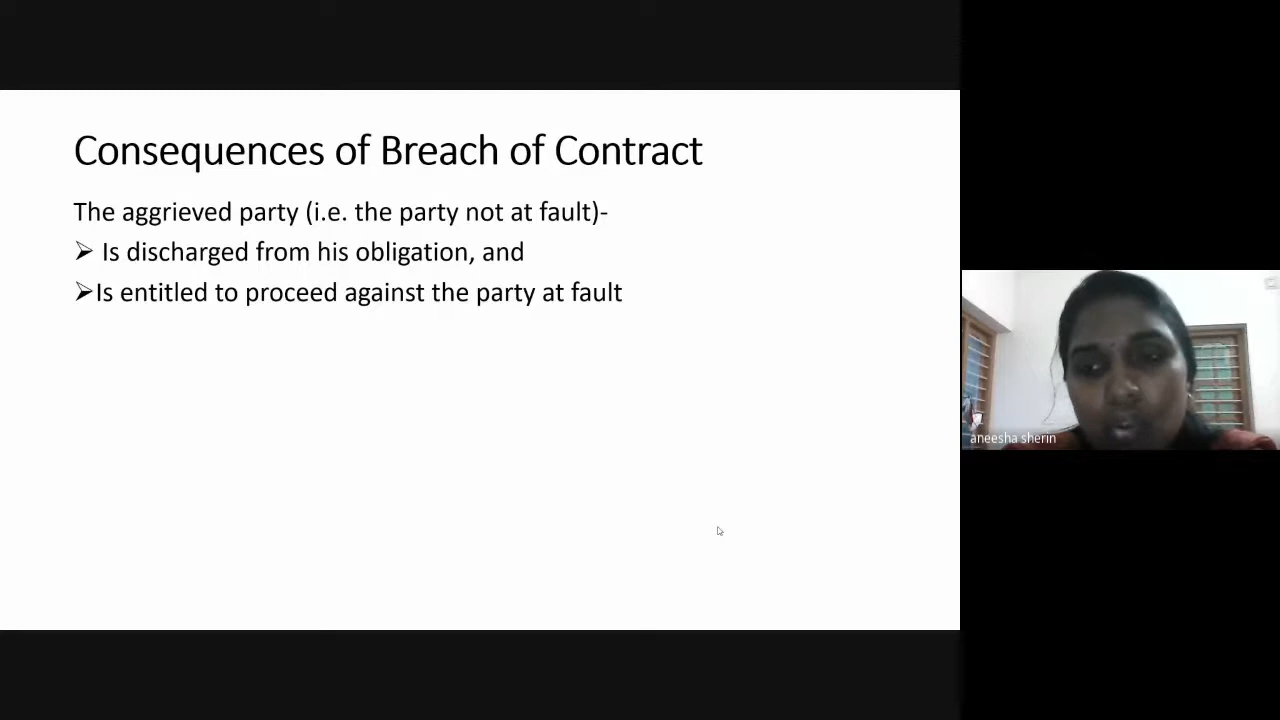 Consequences of Breach of Contract
The aggrieved party (i.e. the party not at fault)-
➢ Is discharged from his obligation, and
➢Is entitled to proceed against the party at fault
aneesha sherin